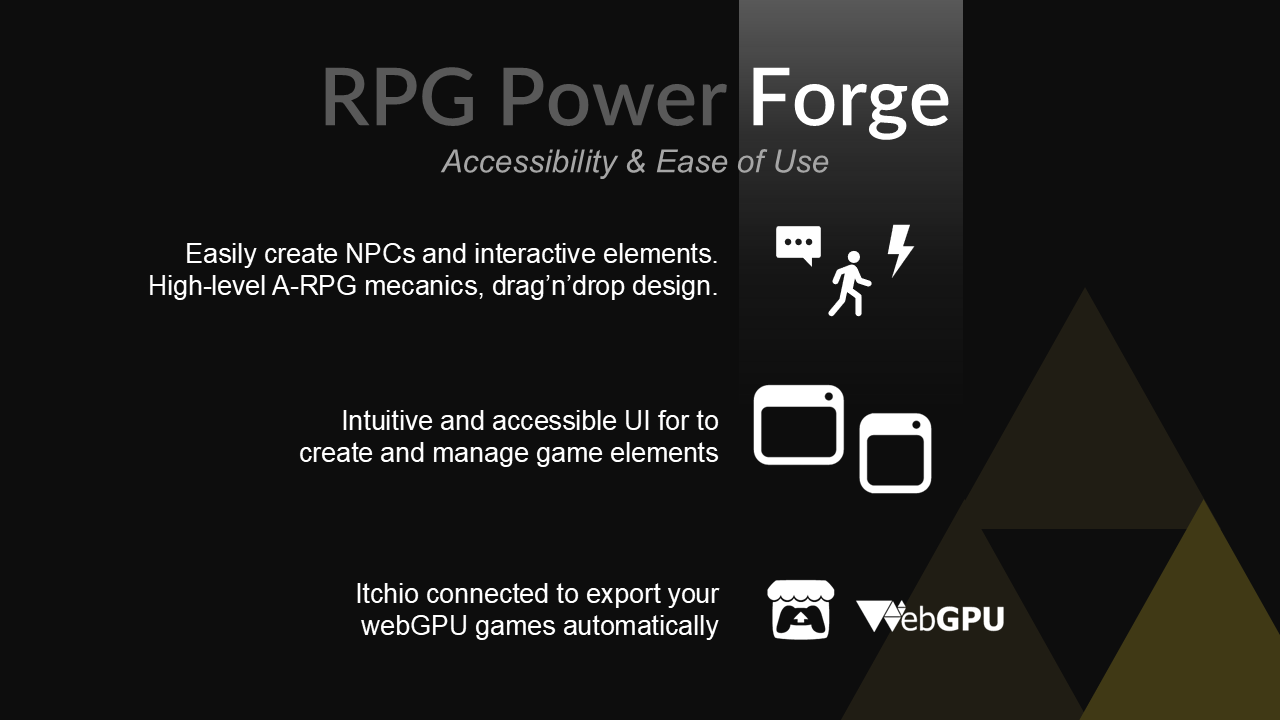 RPG Power Forge
Accessibility & Ease of Use
Easily create NPCs and interactive elements.
High-level A-RPG mecanics, drag’n’drop design.
Intuitive and accessible UI for to
create and manage game elements
Itchio connected to export your
webGPU games automatically
WebGPU